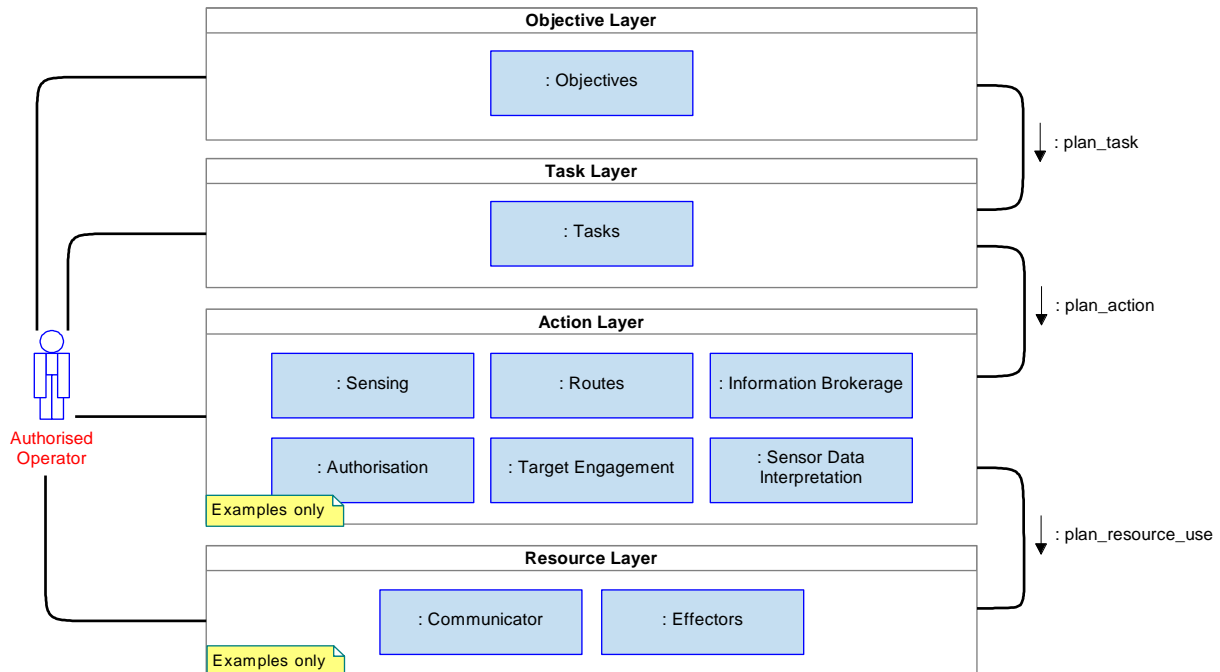 Objective Layer
: Objectives
: plan_task
Task Layer
: Tasks
: plan_action
Action Layer
: Sensing
: Routes
: Information Brokerage
Authorised
Operator
: Authorisation
: Target Engagement
: Sensor Data
Interpretation
Examples only
: plan_resource_use
Resource Layer
: Communicator
: Effectors
Examples only